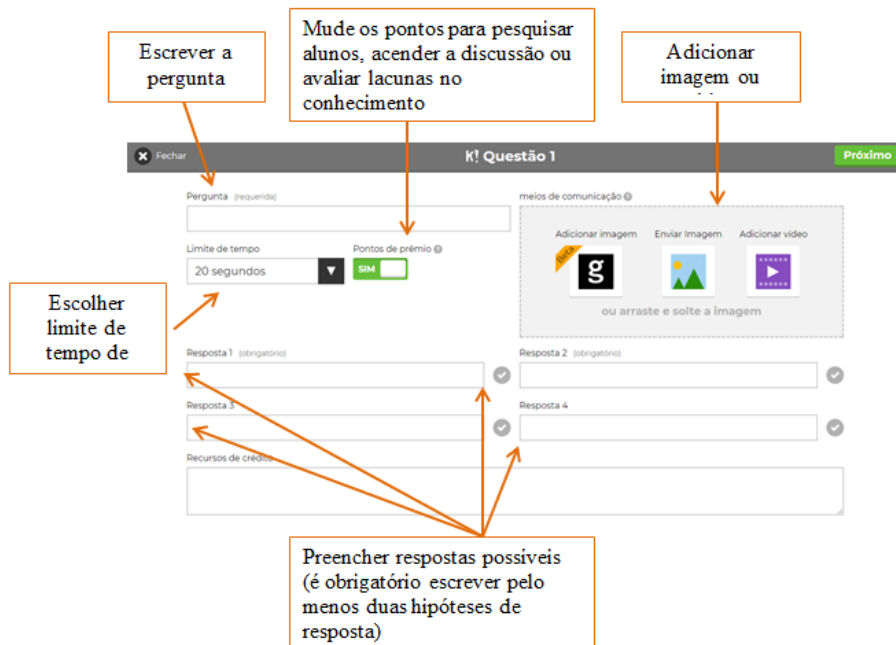 Escrever a
pergunta
Mude os pontos para pesquisar
alunos, acender a discussão ou
avaliar lacunas no
conhecimento
Adicionar
imagem ou
Fechar
K! Questão 1
Próximo
Pergunta (requerida)
meios de comunicação
Limite de tempo
Pontos de prêmio
20 segundos
SIM
Adicionar imagem
Enviar Imagem
Adicionar vídeo
Beta
g
ou arraste e solte a imagem
Escolher
limite de
tempo de
Resposta 1 (obrigatório)
Resposta 2 (obrigatório)
Resposta 3
Resposta 4
Recursos de crédito
Preencher respostas possíveis
(é obrigatório escrever pelo
menos duas hipóteses de
resposta)